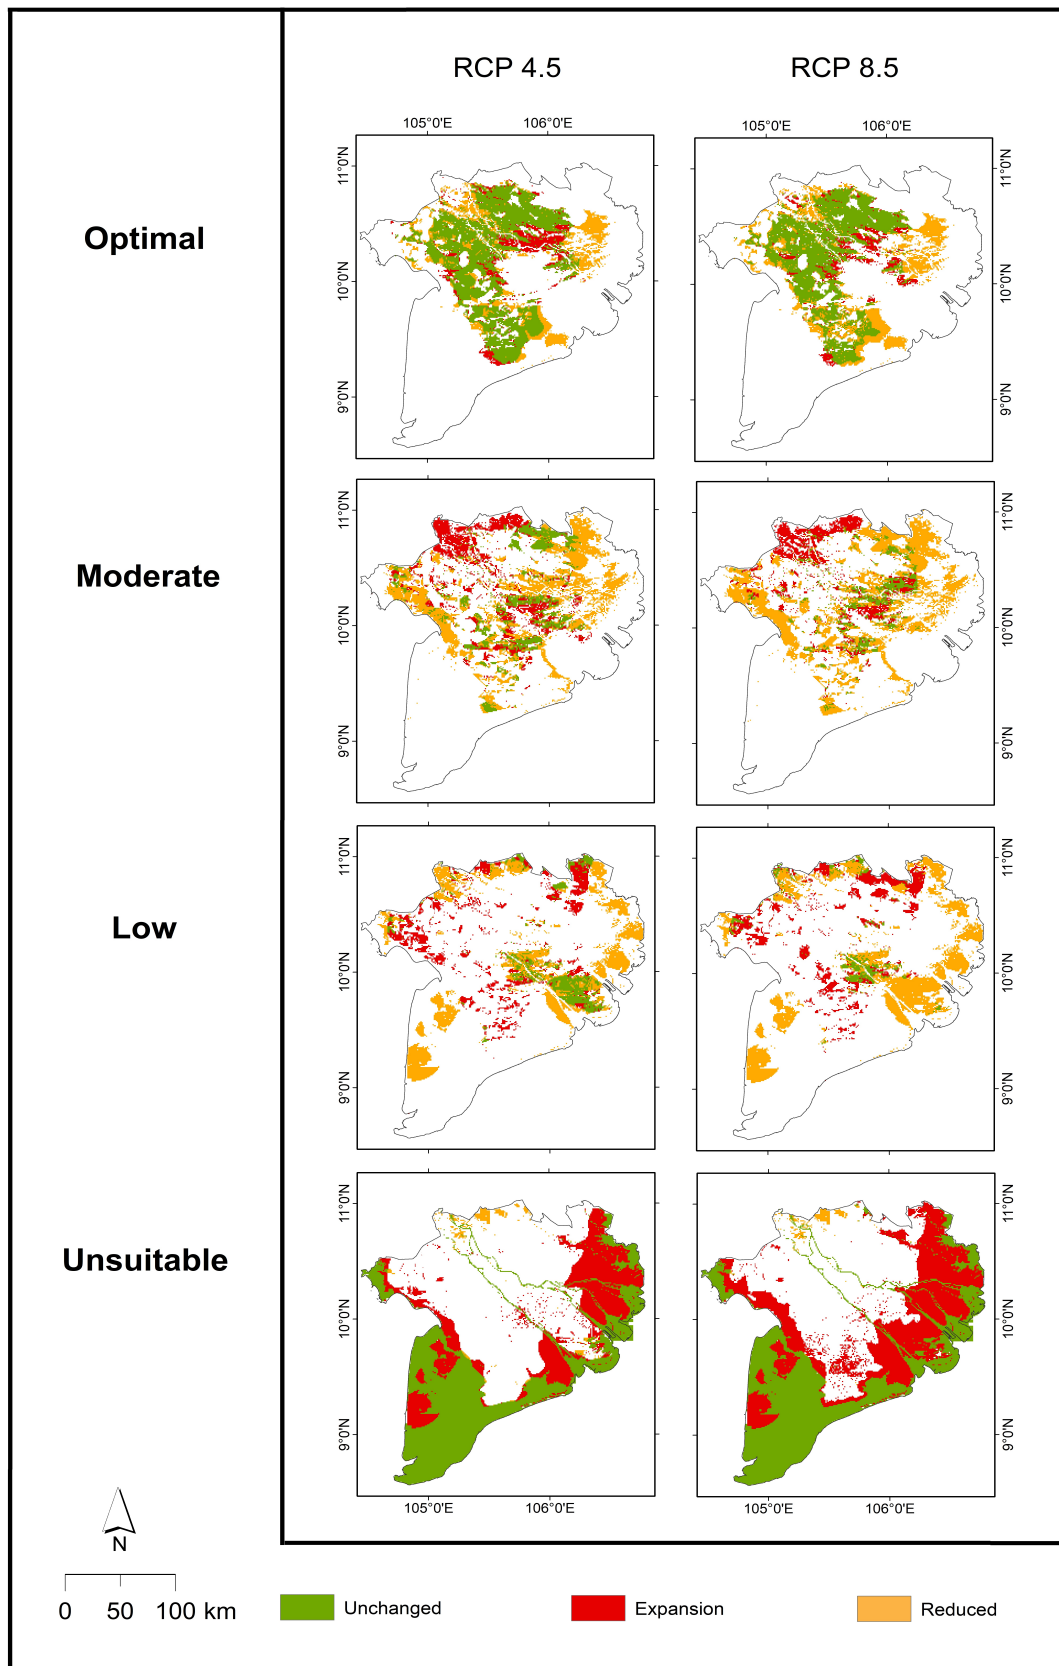 RCP 4.5 RCP 8.5
105°0'E 106°0'E 105°0'E 106°0'E
Optimal
11°0'N 10°0'N 9°0'N 11°0'N 10°0'N 9°0'N
Moderate
11°0'N 10°0'N 9°0'N 11°0'N 10°0'N 9°0'N
Low
11°0'N 10°0'N 9°0'N 11°0'N 10°0'N 9°0'N
Unsuitable
11°0'N 10°0'N 9°0'N 11°0'N 10°0'N 9°0'N
105°0'E 106°0'E 105°0'E 106°0'E
N
0 50 100 km
Unchanged Expansion Reduced